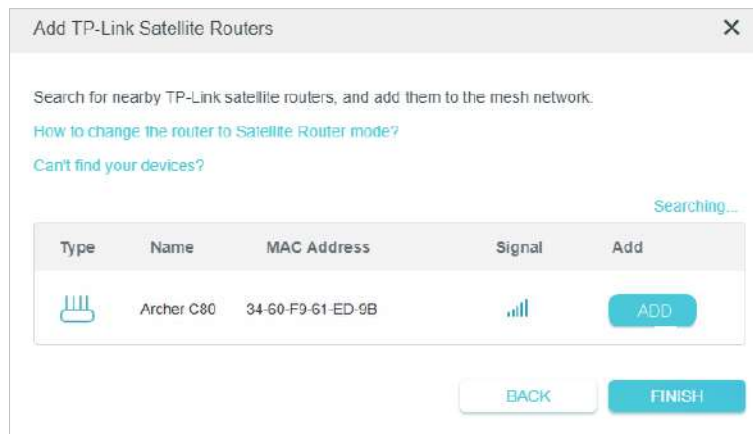 Add TP-Link Satellite Routers
Search for nearby TP-Link satellite routers, and add them to the mesh network.
How to change the router to Satellite Router mode?
Can't find your devices?
Searching...
Type Name MAC Address Signal Add
Archer C80 34-60-F9-61-ED-9B ADD
BACK FINISH